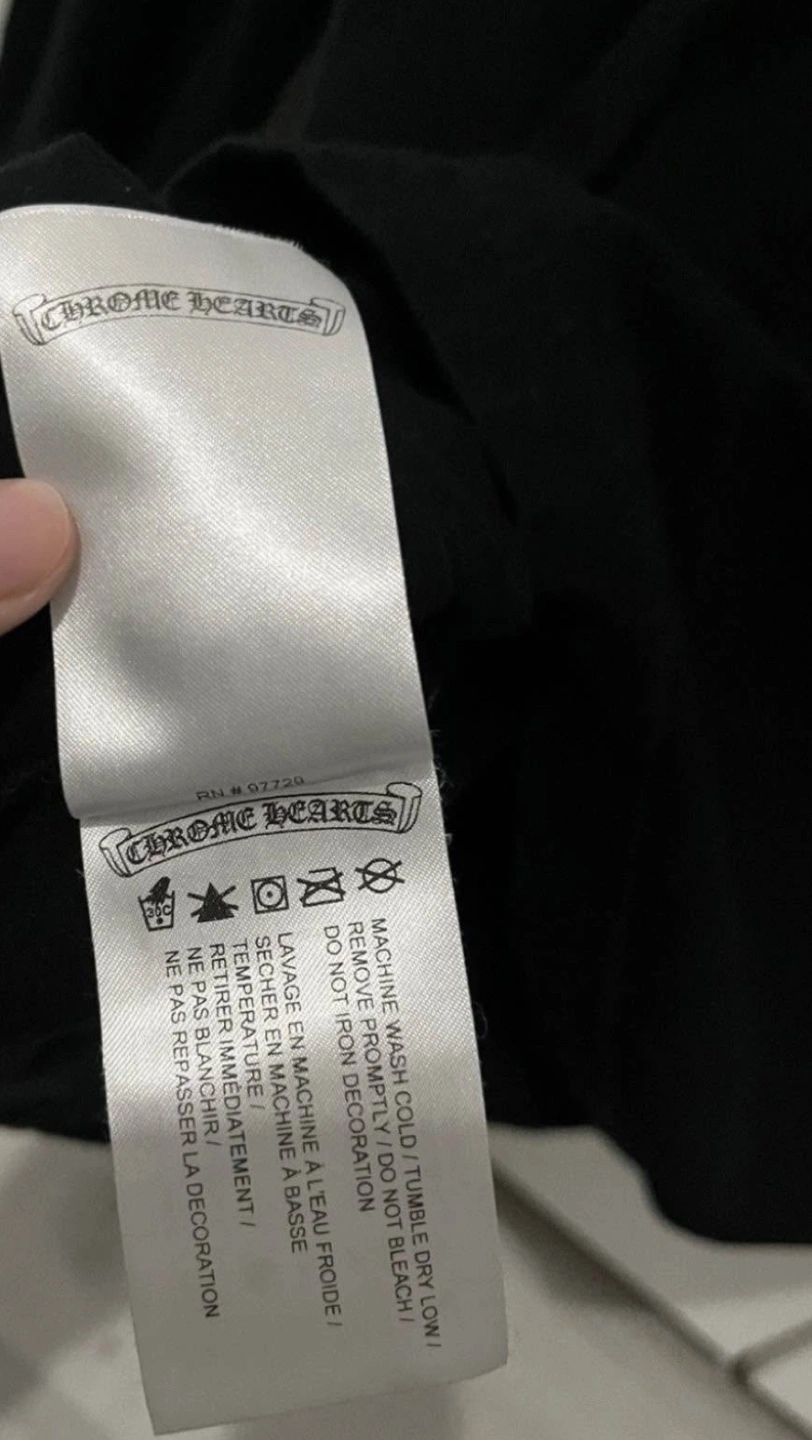 CHROME HEARTS
RN # 97729
CHROME HEARTS
30C
MACHINE WASH COLD / TUMBLE DRY LOW /
REMOVE PROMPTLY / DO NOT BLEACH /
DO NOT IRON DECORATION
LAVAGE EN MACHINE À L'EAU FROIDE /
SECHER EN MACHINE À BASSE
TEMPERATURE /
RETIRER IMMÉDIATEMENT /
NE PAS BLANCHIR /
NE PAS REPASSER LA DECORATION